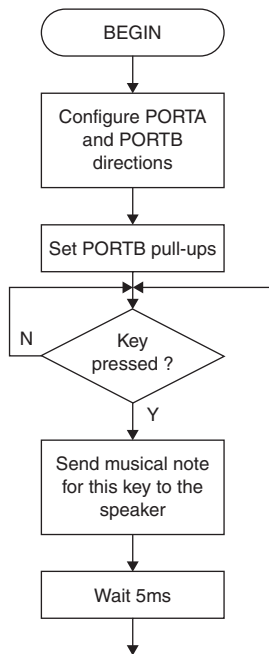 BEGIN
Configure PORTA
and PORTB
directions
Set PORTB pull-ups
N
Key
pressed ?
Y
Send musical note
for this key to the
speaker
Wait 5ms